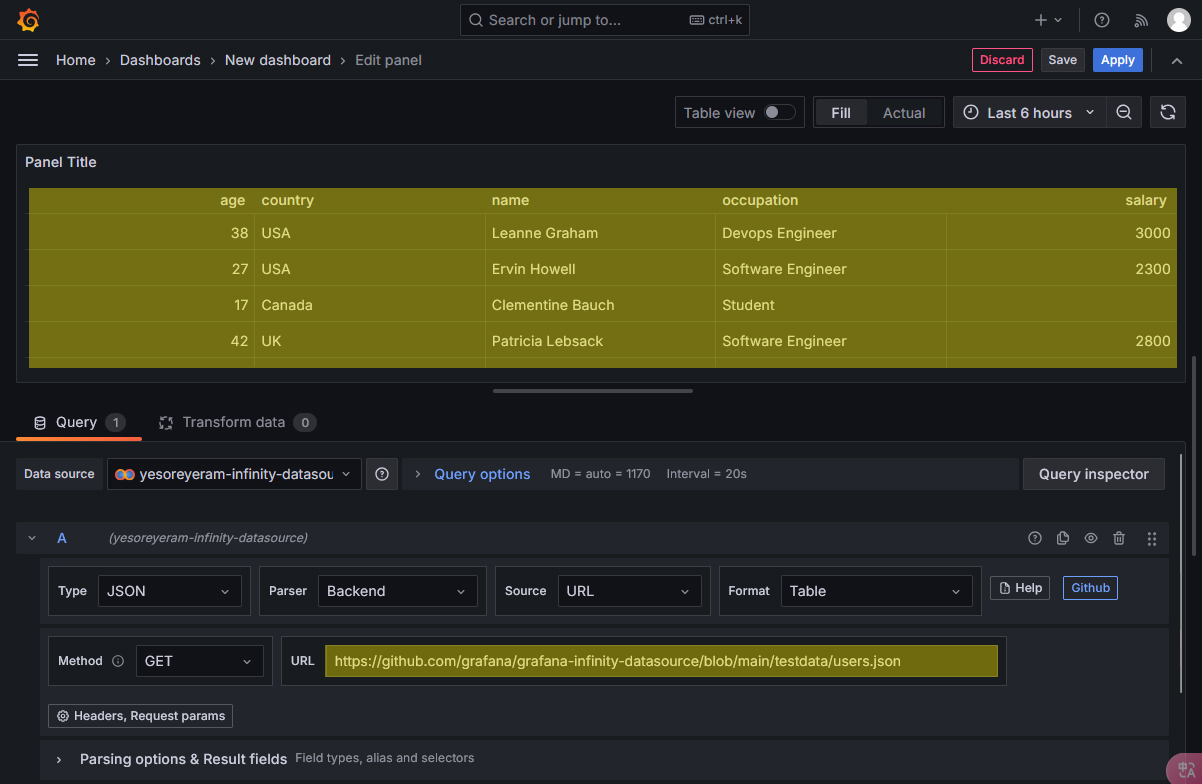 Search or jump to... ctrl+k
Home › Dashboards › New dashboard › Edit panel Discard Save Apply
Table view Fill Actual Last 6 hours
Panel Title
age country name occupation salary
38 USA Leanne Graham Devops Engineer 3000
27 USA Ervin Howell Software Engineer 2300
17 Canada Clementine Bauch Student
42 UK Patricia Lebsack Software Engineer 2800
Query 1 Transform data 0
Data source yesoreyeram-infinity-datasou Query options MD = auto = 1170 Interval = 20s Query inspector
A (yesoreyeram-infinity-datasource)
Type JSON Parser Backend Source URL Format Table Help Github
Method GET URL https://github.com/grafana/grafana-infinity-datasource/blob/main/testdata/users.json
Headers, Request params
Parsing options & Result fields Field types, alias and selectors
中A